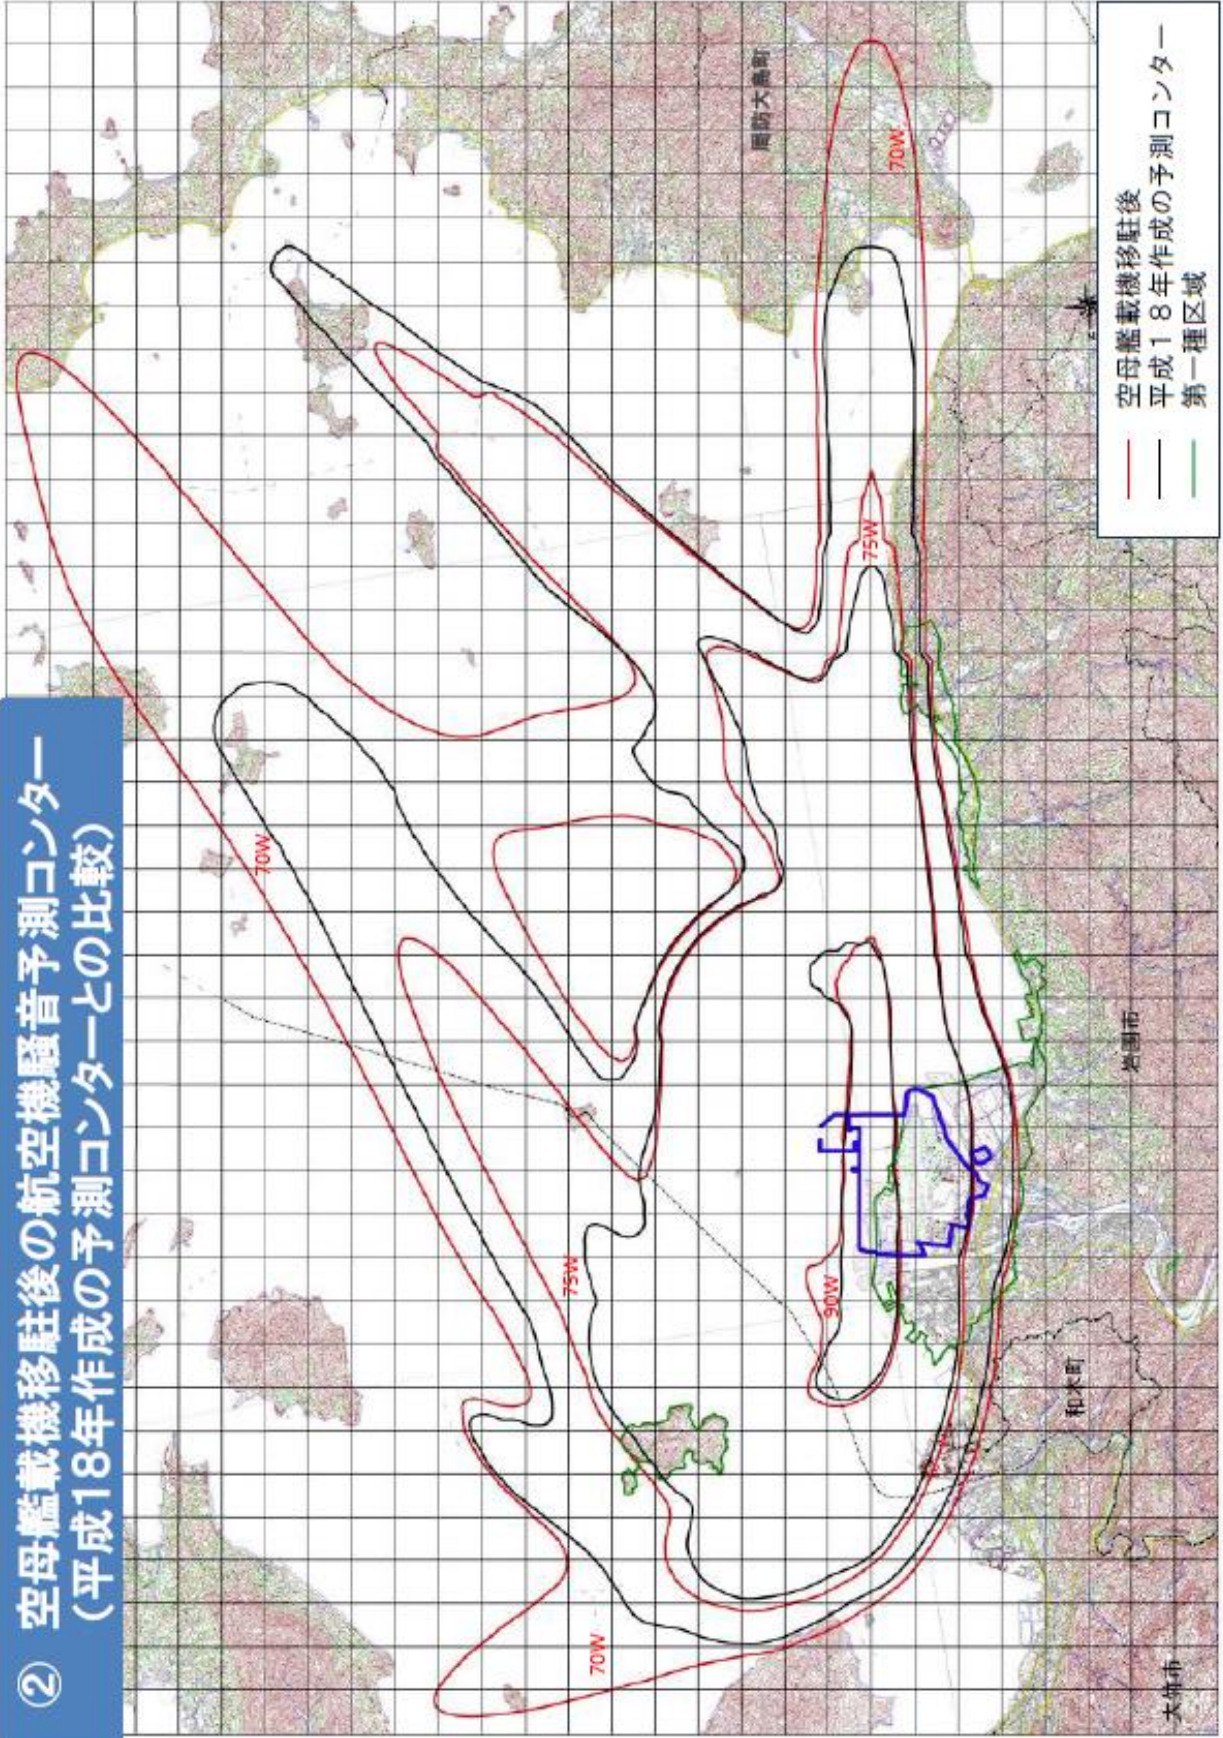 ② 空母艦載機移駐後の航空機騒音予測コンター
(平成18年作成の予測コンターとの比較)
70W
70W
75W
90W
75W
70W
周防大島町
岩国市
和木町
大竹市
空母艦載機移駐後
平成18年作成の予測コンター
第一種区域